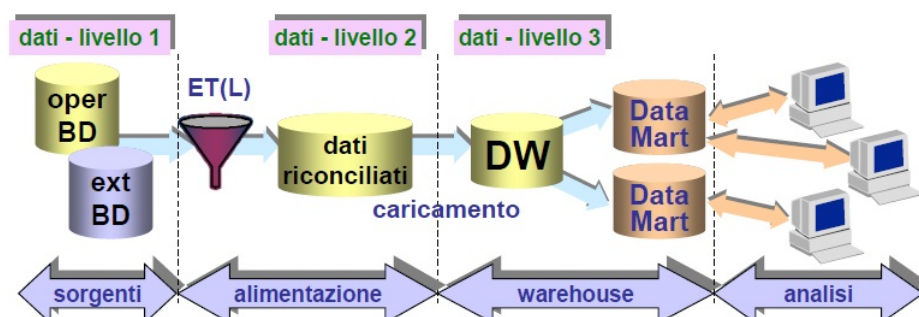 dati - livello 1
dati - livello 2
dati - livello 3
ET(L)
oper
BD
ext
BD
dati
riconciliati
caricamento
DW
Data
Mart
Data
Mart
sorgenti
alimentazione
warehouse
analisi